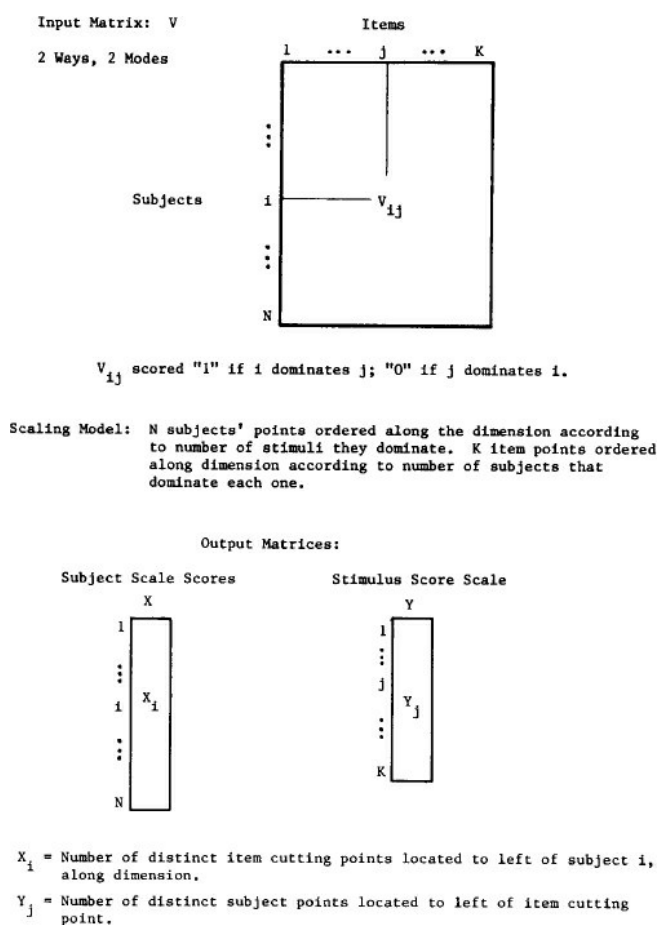 Input Matrix: V
Items
2 Ways, 2 Modes
1 ... j ... K
...
Subjects i V_ij
...
N
V_ij scored "1" if i dominates j; "0" if j dominates i.
Scaling Model: N subjects' points ordered along the dimension according
to number of stimuli they dominate. K item points ordered
along dimension according to number of subjects that
dominate each one.
Output Matrices:
Subject Scale Scores
X
1
...
i X_i
...
N
Stimulus Score Scale
Y
1
...
j Y_j
...
K
X_i = Number of distinct item cutting points located to left of subject i,
along dimension.
Y_j = Number of distinct subject points located to left of item cutting
point.